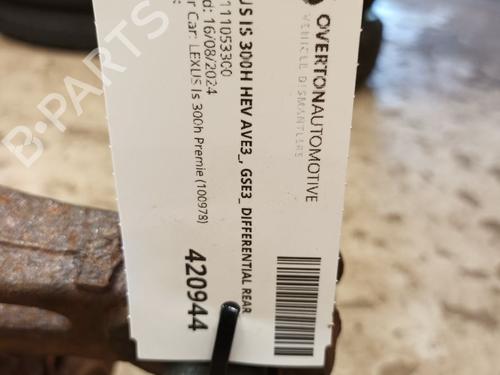 OVERTONAUTOMOTIVE
VEHICLE DISMANTLERS
US IS 300H HEV AVE3_, GSE3_ DIFFERENTIAL REAR
1111053300
d: 16/08/2024
r Car: LEXUS Is 300h Premie (100978)
420944
B-PARTS